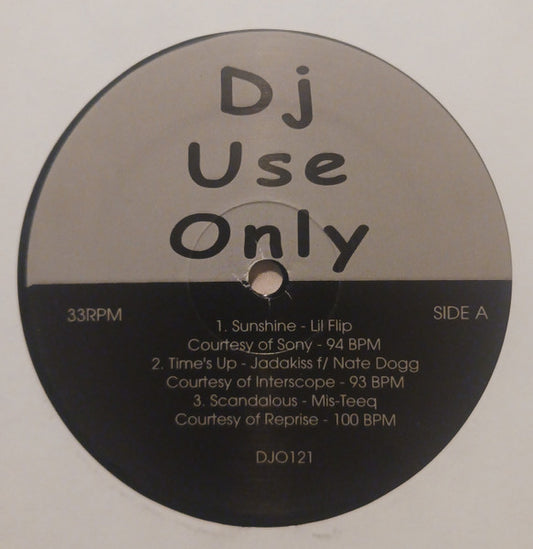 Dj
Use
Only
33RPM
SIDE A
1. Sunshine - Lil Flip
Courtesy of Sony - 94 BPM
2. Time's Up - Jadakiss f/ Nate Dogg
Courtesy of Interscope - 93 BPM
3. Scandalous - Mis-Teeq
Courtesy of Reprise - 100 BPM
DJO121